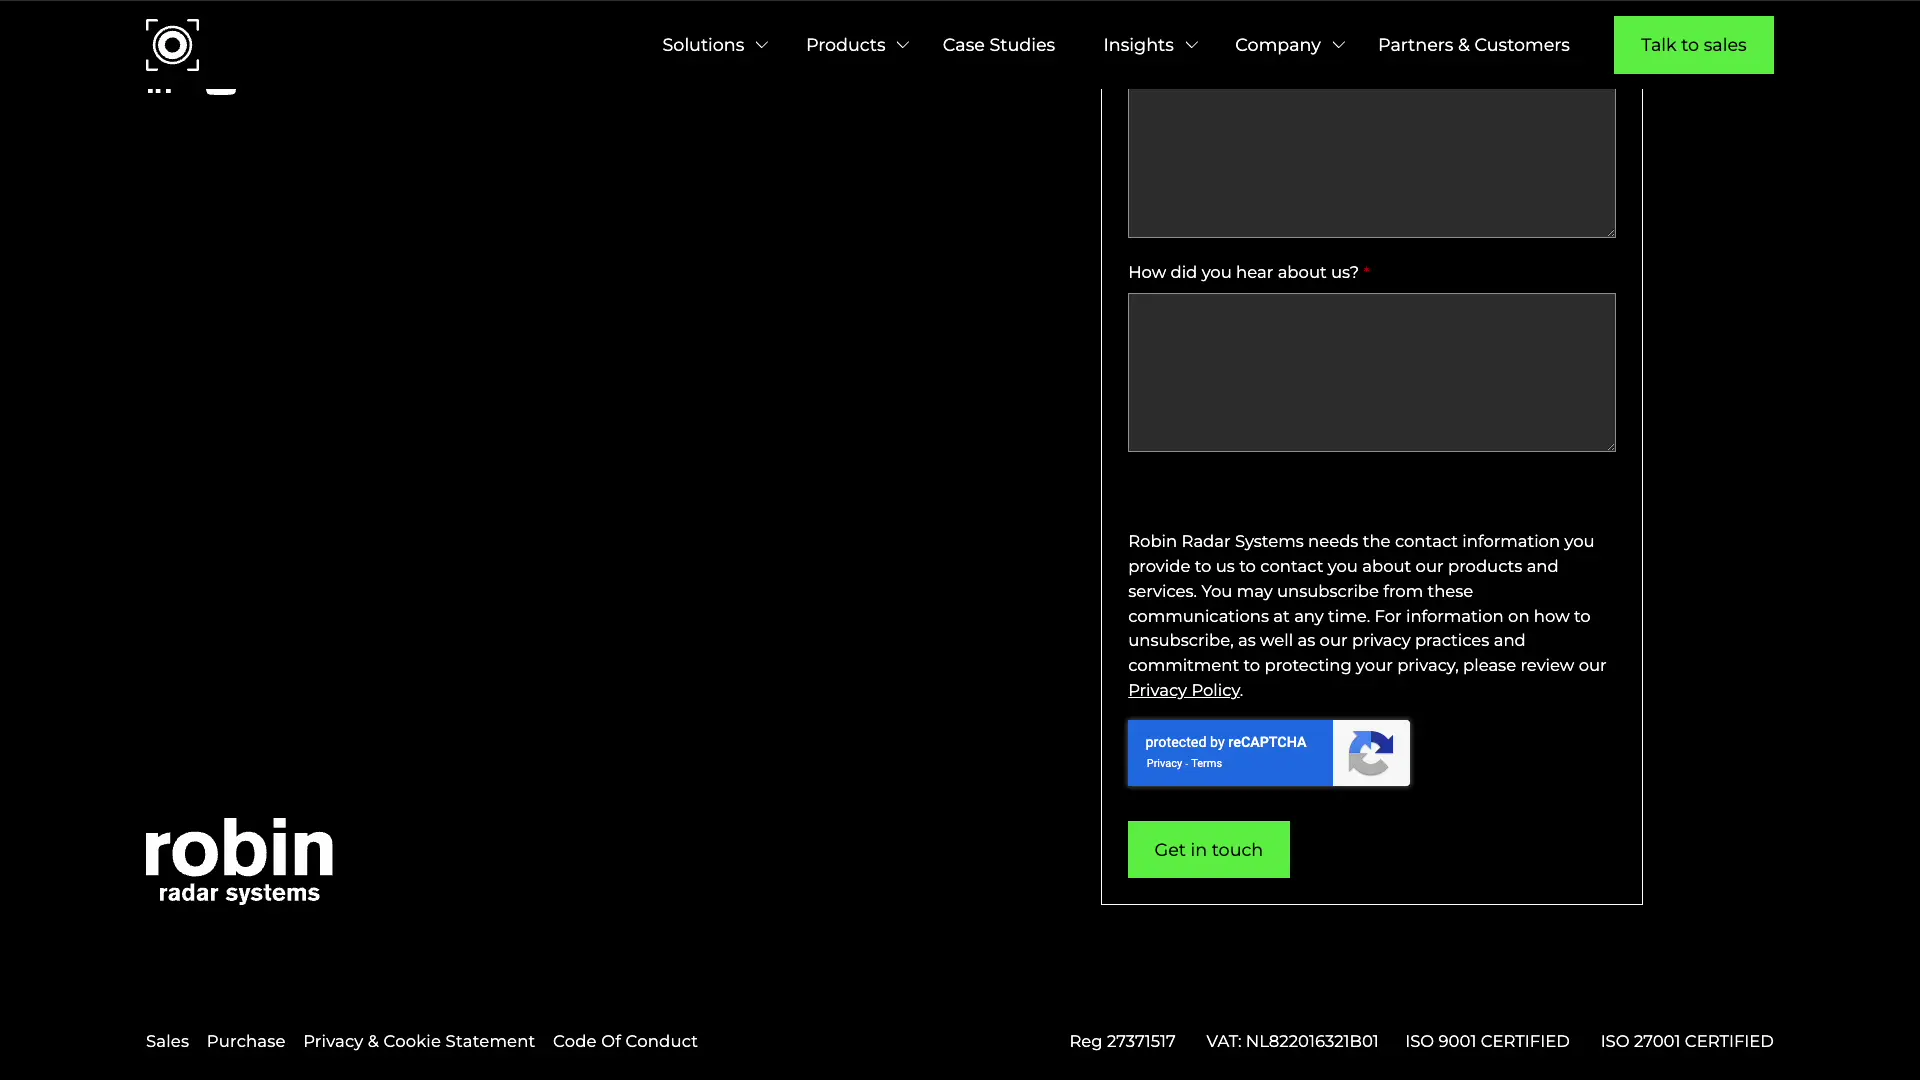 Solutions
Products
Case Studies
Insights
Company
Partners & Customers
Talk to sales
How did you hear about us? *
Robin Radar Systems needs the contact information you
provide to us to contact you about our products and
services. You may unsubscribe from these
communications at any time. For information on how to
unsubscribe, as well as our privacy practices and
commitment to protecting your privacy, please review our
Privacy Policy.
protected by reCAPTCHA
Privacy - Terms
Get in touch
robin
radar systems
Sales
Purchase
Privacy & Cookie Statement
Code Of Conduct
Reg 27371517
VAT: NL822016321B01
ISO 9001 CERTIFIED
ISO 27001 CERTIFIED